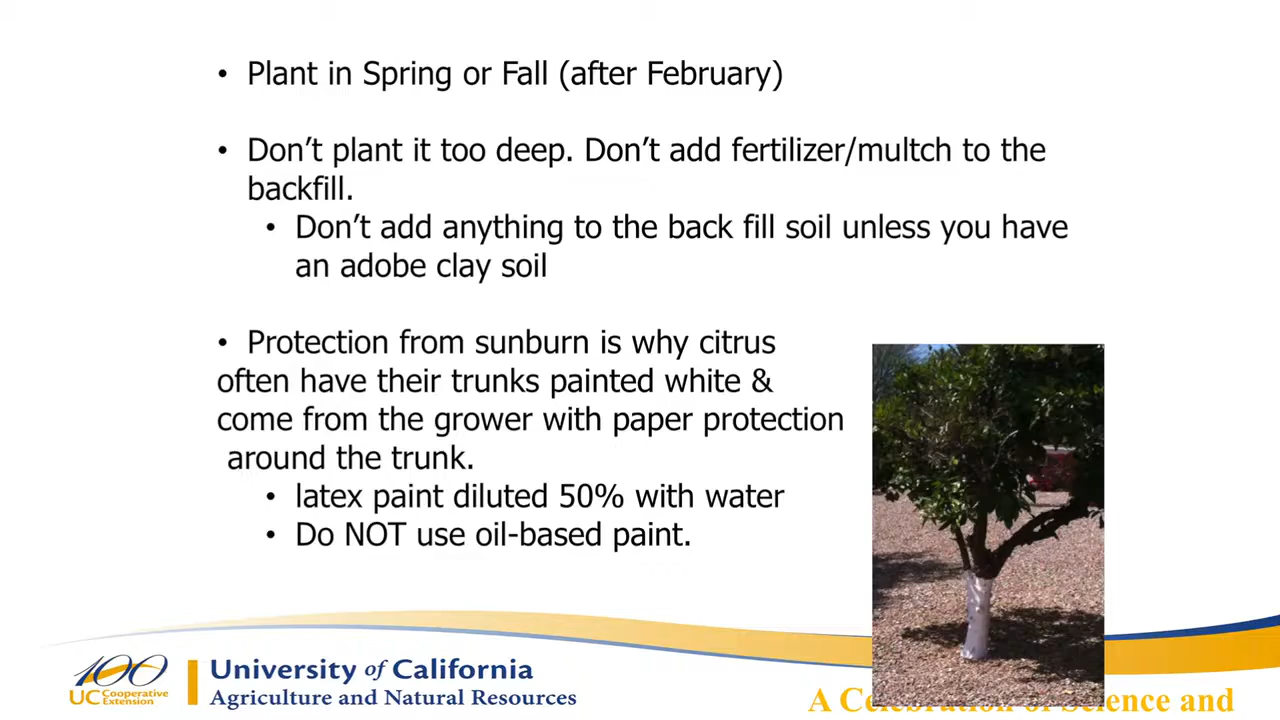 • Plant in Spring or Fall (after February)
• Don’t plant it too deep. Don’t add fertilizer/multch to the
backfill.
• Don’t add anything to the back fill soil unless you have
an adobe clay soil
• Protection from sunburn is why citrus
often have their trunks painted white &
come from the grower with paper protection
around the trunk.
• latex paint diluted 50% with water
• Do NOT use oil-based paint.
100
UC Cooperative
Extension
University of California
Agriculture and Natural Resources
A Celebration of Science and